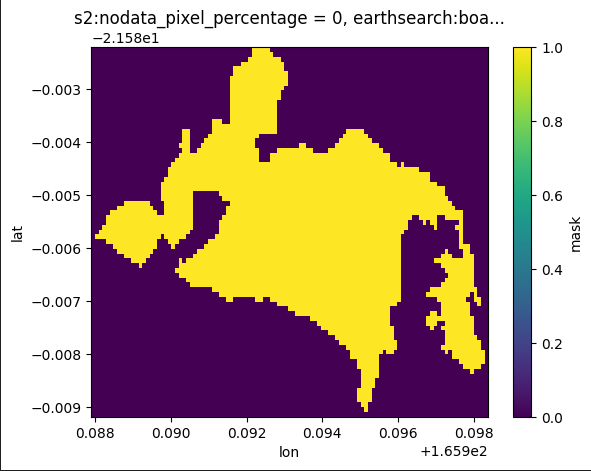 s2:nodata_pixel_percentage = 0, earthsearch:boa...
−2.158e1
−0.003
−0.004
−0.005
−0.006
−0.007
−0.008
−0.009
lat
0.088 0.090 0.092 0.094 0.096 0.098
lon
+1.659e2
1.0
0.8
0.6
0.4
0.2
0.0
mask